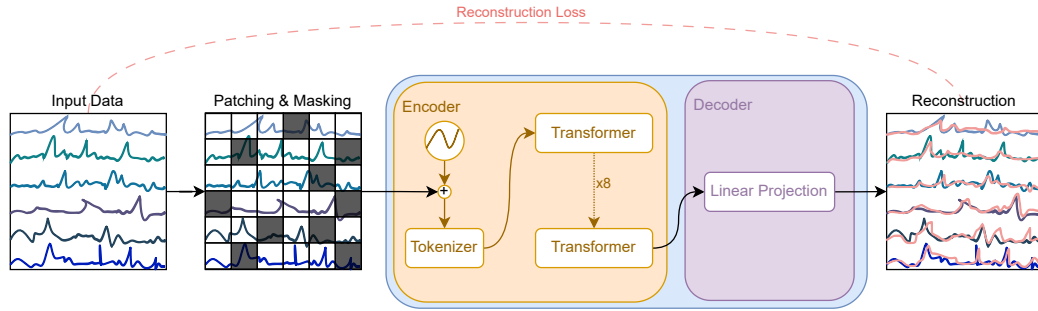 Reconstruction Loss
Input Data
Patching & Masking
Encoder
Decoder
Reconstruction
Transformer
+
x8
Linear Projection
Tokenizer
Transformer